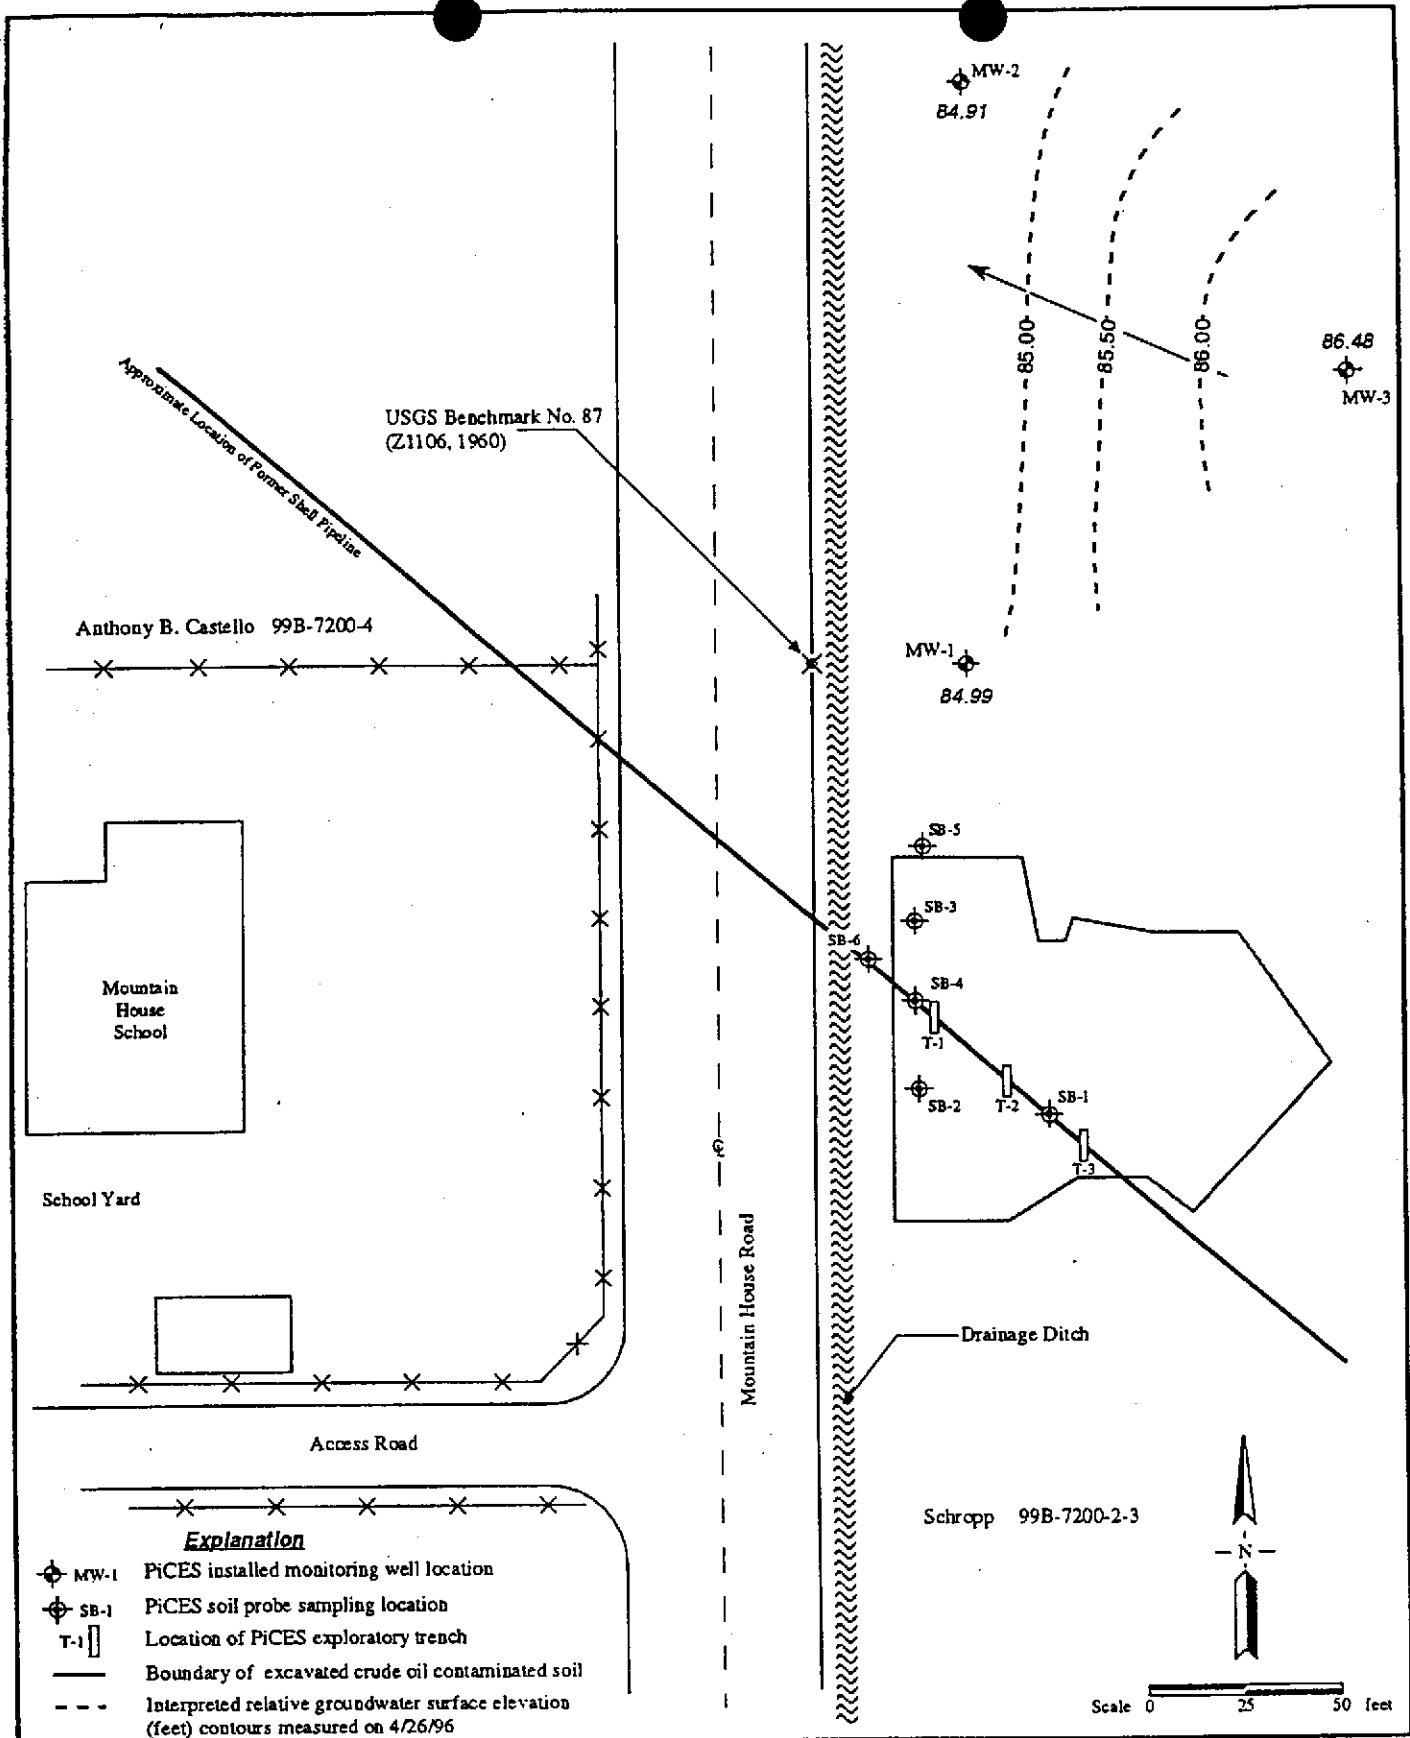 MW-2
84.91
85.00
85.50
86.00
86.48
MW-3
Approximate Location of Former Shell Pipeline
USGS Benchmark No. 87
(Z1106, 1960)
Anthony B. Castello 99B-7200-4
MW-1
84.99
SB-5
SB-3
SB-6
SB-4
T-1
SB-2
T-2
SB-1
T-3
Mountain
House
School
School Yard
Mountain House Road
Drainage Ditch
Access Road
Schropp 99B-7200-2-3
N
Explanation
MW-1 PiCES installed monitoring well location
SB-1 PiCES soil probe sampling location
T-1 Location of PiCES exploratory trench
Boundary of excavated crude oil contaminated soil
Interpreted relative groundwater surface elevation
(feet) contours measured on 4/26/96
Scale 0 25 50 feet